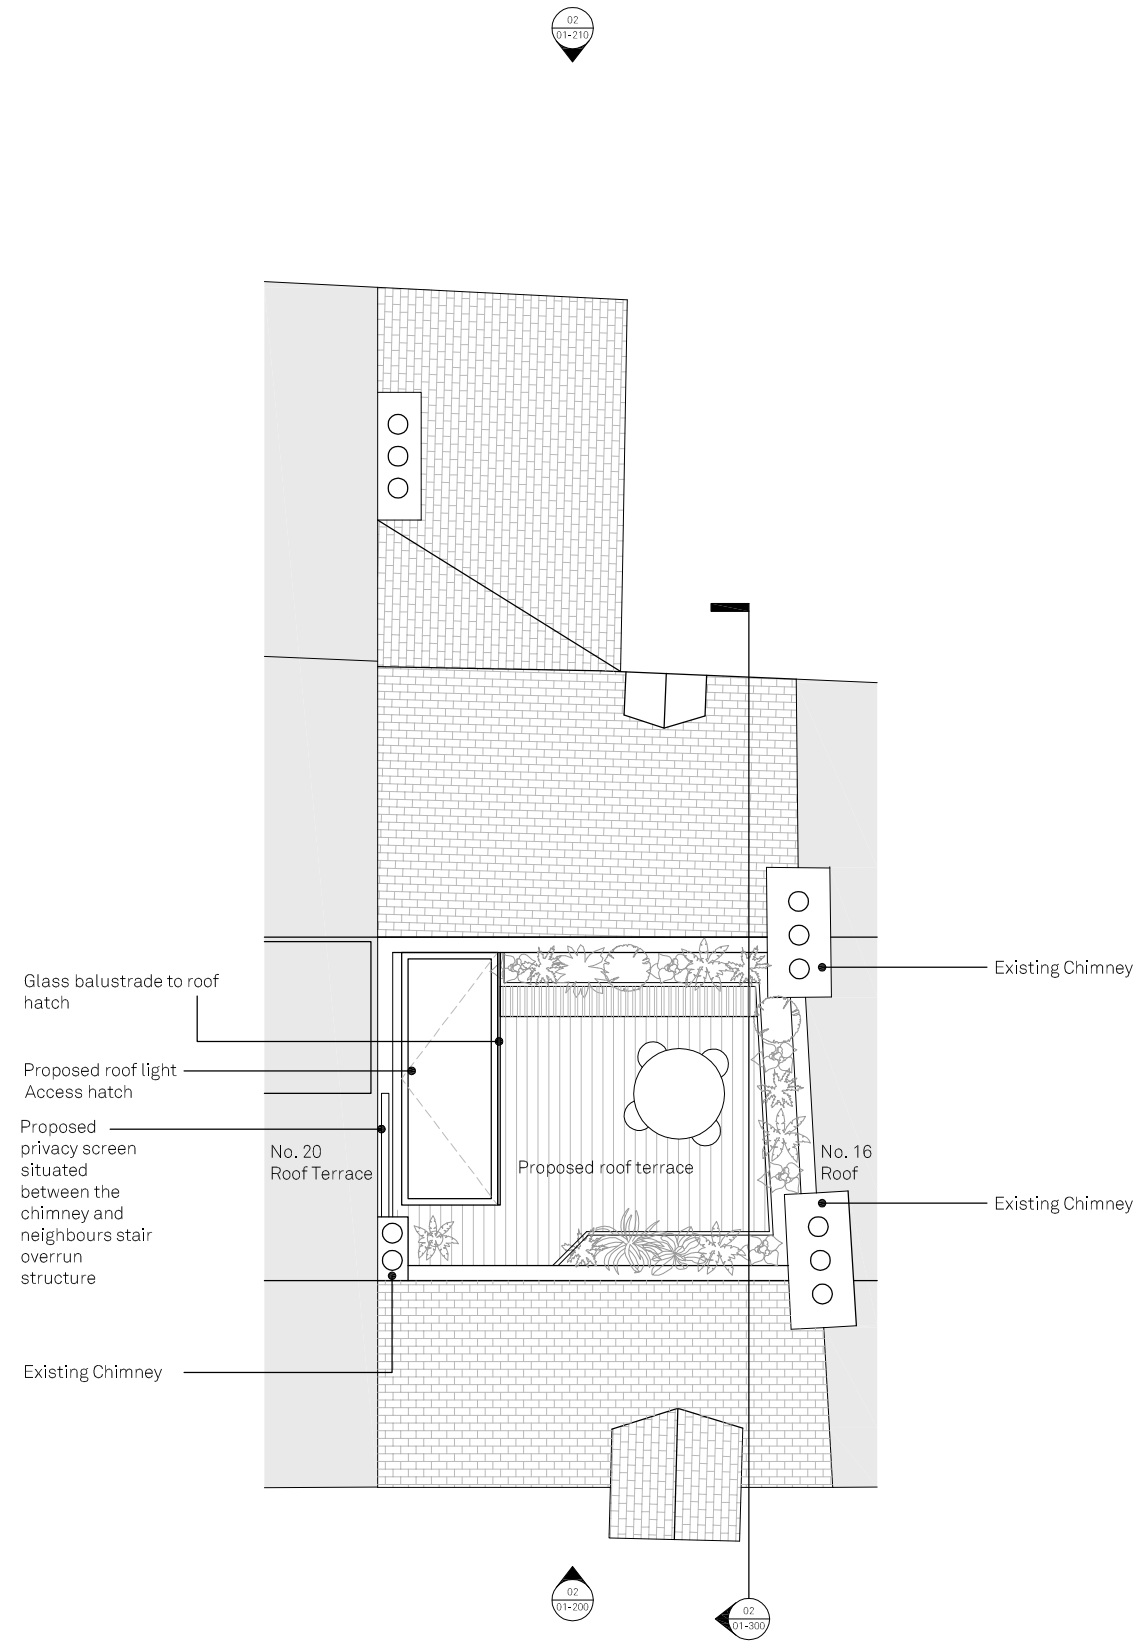 02
01-210
Glass balustrade to roof
hatch
Existing Chimney
Proposed roof light
Access hatch
Proposed
privacy screen
situated
between the
chimney and
neighbours stair
overrun
structure
No. 20
Roof Terrace
Proposed roof terrace
No. 16
Roof
Existing Chimney
Existing Chimney
02
01-200
02
01-300